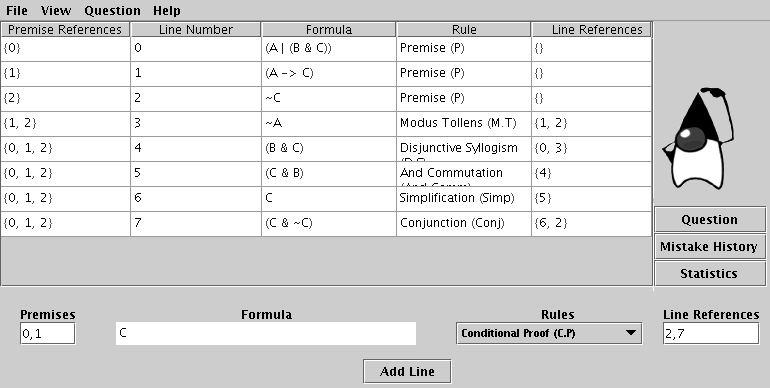 File View Question Help
Premise References Line Number Formula Rule Line References
{0} 0 (A | (B & C)) Premise (P) {}
{1} 1 (A -> C) Premise (P) {}
{2} 2 ~C Premise (P) {}
{1, 2} 3 ~A Modus Tollens (M.T) {1, 2}
{0, 1, 2} 4 (B & C) Disjunctive Syllogism {0, 3}
{0, 1, 2} 5 (C & B) And Commutation {4}
{0, 1, 2} 6 C Simplification (Simp) {5}
{0, 1, 2} 7 (C & ~C) Conjunction (Conj) {6, 2}
Question
Mistake History
Statistics
Premises Formula Rules Line References
0,1 C Conditional Proof (C.P) 2,7
Add Line